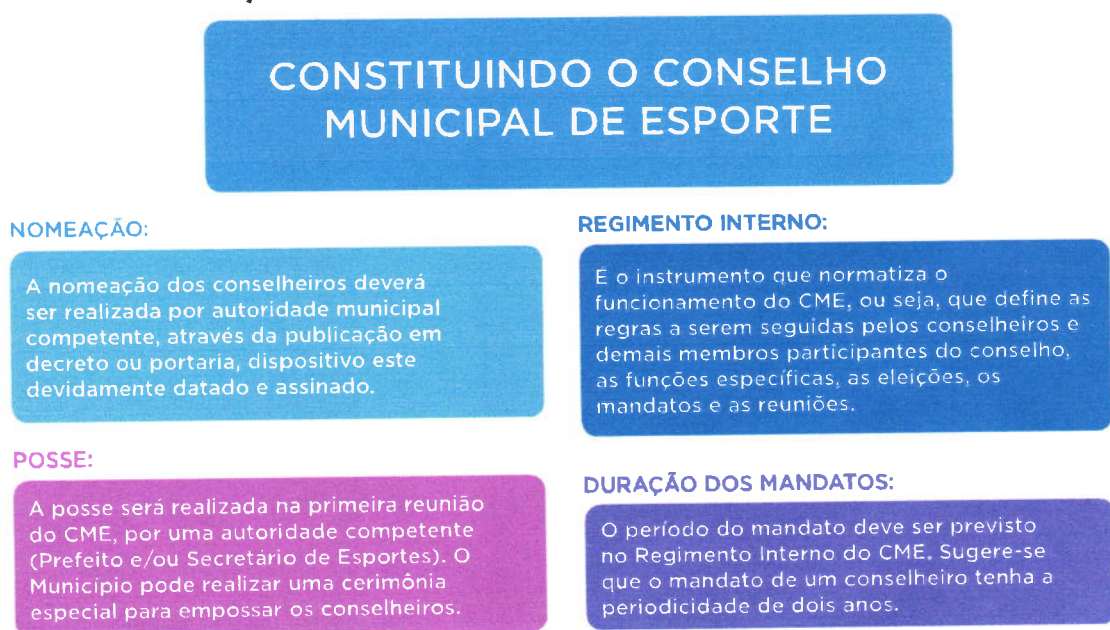 CONSTITUINDO O CONSELHO
MUNICIPAL DE ESPORTE
NOMEAÇÃO:
A nomeação dos conselheiros deverá
ser realizada por autoridade municipal
competente, através da publicação em
decreto ou portaria, dispositivo este
devidamente datado e assinado.
POSSE:
A posse será realizada na primeira reunião
do CME, por uma autoridade competente
(Prefeito e/ou Secretário de Esportes). O
Município pode realizar uma cerimônia
especial para empossar os conselheiros.
REGIMENTO INTERNO:
É o instrumento que normatiza o
funcionamento do CME, ou seja, que define as
regras a serem seguidas pelos conselheiros e
demais membros participantes do conselho,
as funções específicas, as eleições, os
mandatos e as reuniões.
DURAÇÃO DOS MANDATOS:
O período do mandato deve ser previsto
no Regimento Interno do CME. Sugere-se
que o mandato de um conselheiro tenha a
periodicidade de dois anos.